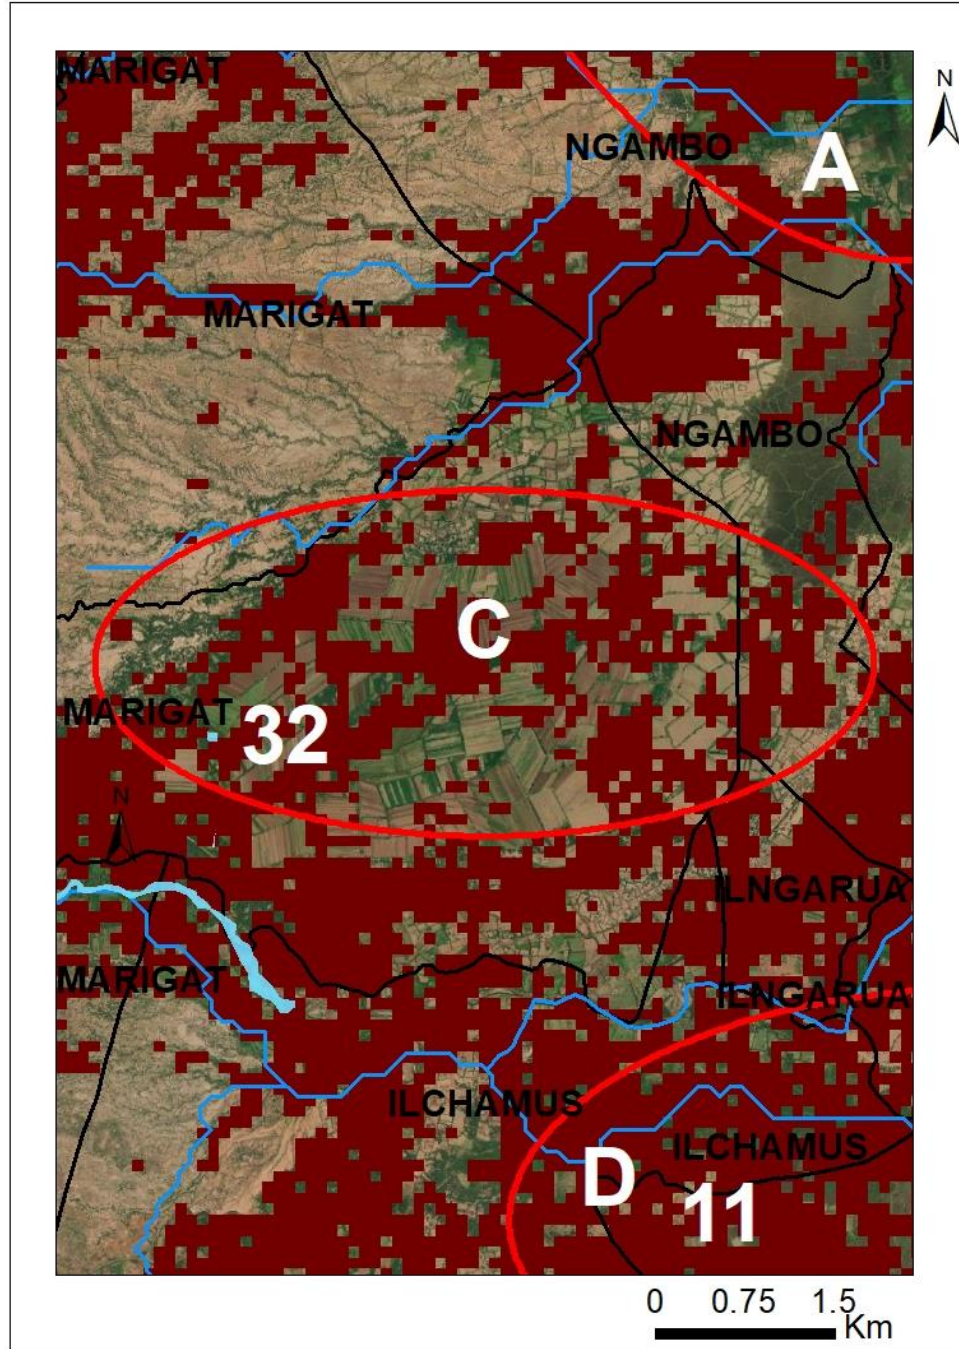 MARIGAT
N
NGAMBO
A
MARIGAT
NGAMBO
C
MARIGAT
32
N
ILNGARUA
MARIGAT
ILNGARUA
ILCHAMUS
ILCHAMUS
D
11
0 0.75 1.5
Km